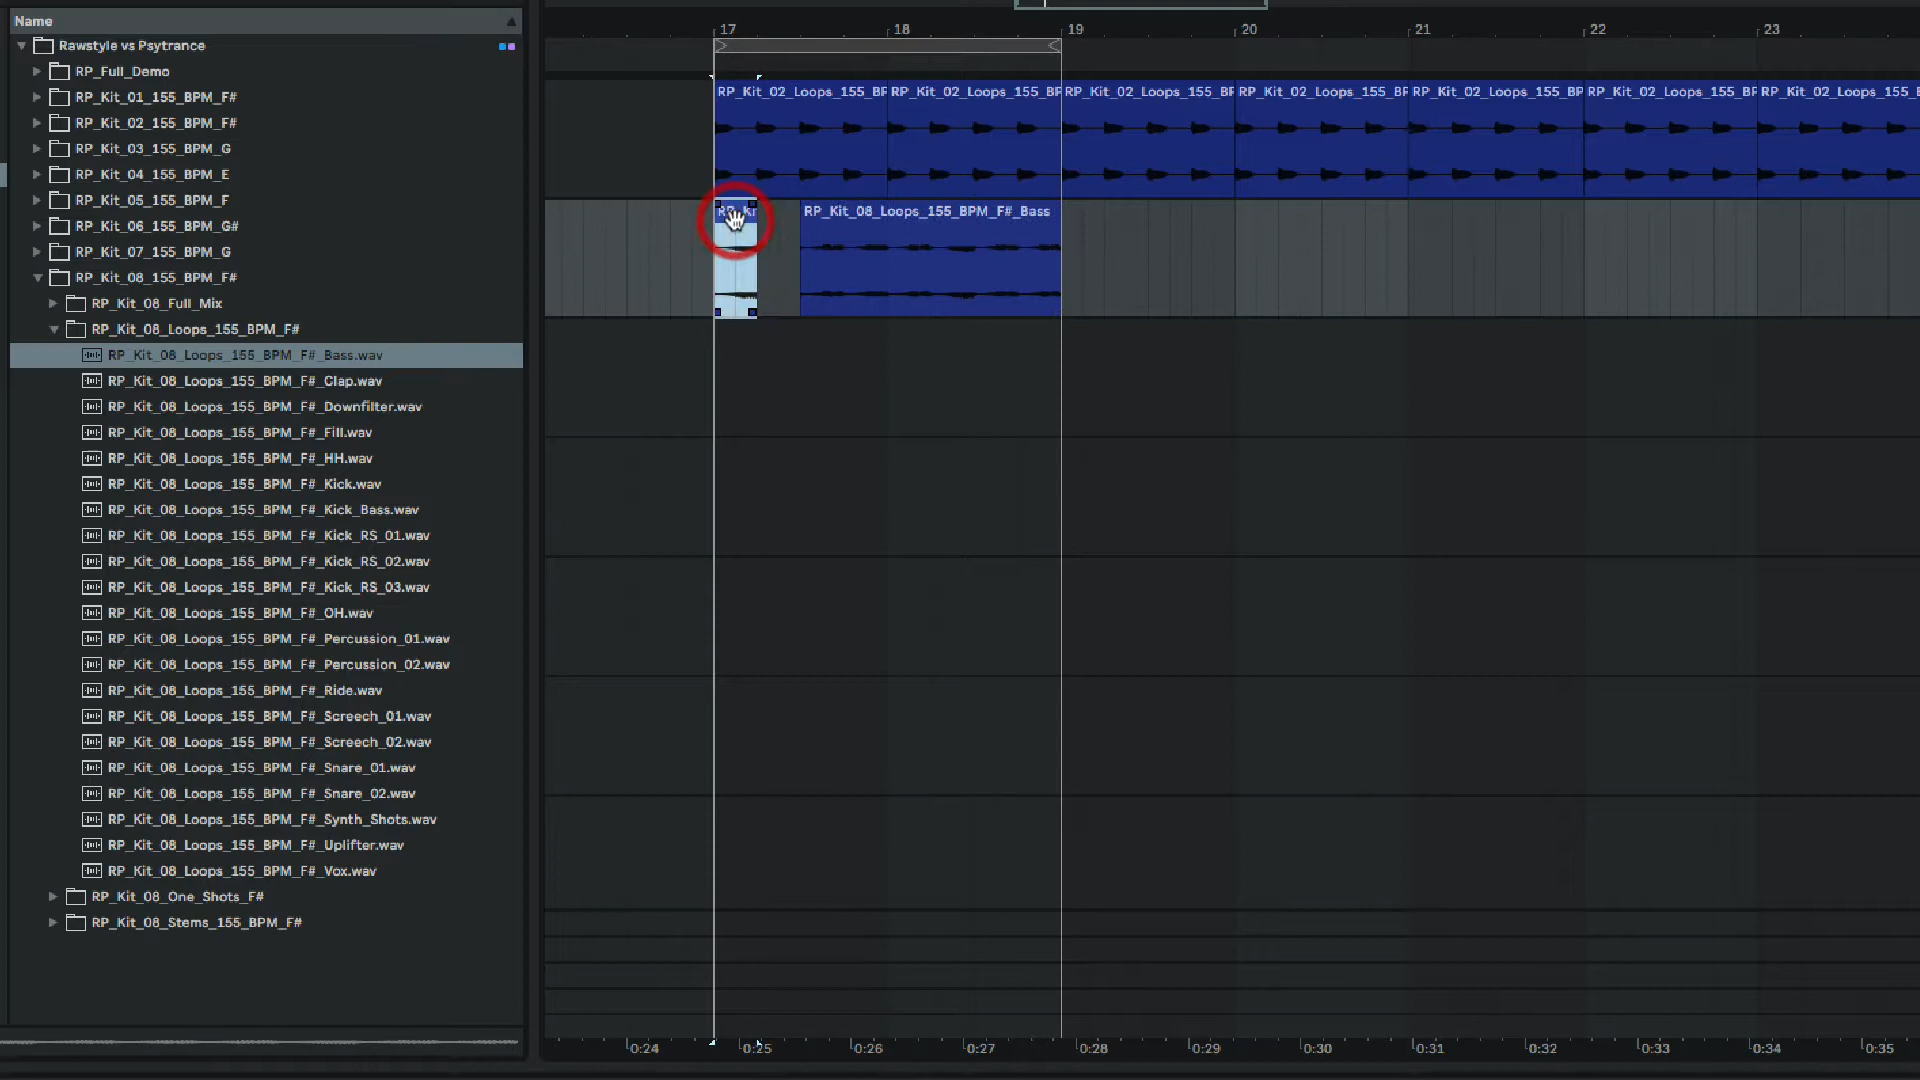 Name
Rawstyle vs Psytrance
RP_Full_Demo
RP_Kit_01_155_BPM_F#
RP_Kit_02_155_BPM_F#
RP_Kit_03_155_BPM_G
RP_Kit_04_155_BPM_E
RP_Kit_05_155_BPM_F
RP_Kit_06_155_BPM_G#
RP_Kit_07_155_BPM_G
RP_Kit_08_155_BPM_F#
RP_Kit_08_Full_Mix
RP_Kit_08_Loops_155_BPM_F#
RP_Kit_08_Loops_155_BPM_F#_Bass.wav
RP_Kit_08_Loops_155_BPM_F#_Clap.wav
RP_Kit_08_Loops_155_BPM_F#_Downfilter.wav
RP_Kit_08_Loops_155_BPM_F#_Fill.wav
RP_Kit_08_Loops_155_BPM_F#_HH.wav
RP_Kit_08_Loops_155_BPM_F#_Kick.wav
RP_Kit_08_Loops_155_BPM_F#_Kick_Bass.wav
RP_Kit_08_Loops_155_BPM_F#_Kick_RS_01.wav
RP_Kit_08_Loops_155_BPM_F#_Kick_RS_02.wav
RP_Kit_08_Loops_155_BPM_F#_Kick_RS_03.wav
RP_Kit_08_Loops_155_BPM_F#_OH.wav
RP_Kit_08_Loops_155_BPM_F#_Percussion_01.wav
RP_Kit_08_Loops_155_BPM_F#_Percussion_02.wav
RP_Kit_08_Loops_155_BPM_F#_Ride.wav
RP_Kit_08_Loops_155_BPM_F#_Screech_01.wav
RP_Kit_08_Loops_155_BPM_F#_Screech_02.wav
RP_Kit_08_Loops_155_BPM_F#_Snare_01.wav
RP_Kit_08_Loops_155_BPM_F#_Snare_02.wav
RP_Kit_08_Loops_155_BPM_F#_Synth_Shots.wav
RP_Kit_08_Loops_155_BPM_F#_Uplifter.wav
RP_Kit_08_Loops_155_BPM_F#_Vox.wav
RP_Kit_08_One_Shots_F#
RP_Kit_08_Stems_155_BPM_F#
17 18 19 20 21 22 23
RP_Kit_02_Loops_155_BP RP_Kit_02_Loops_155_BP RP_Kit_02_Loops_155_BP RP_Kit_02_Loops_155_BP RP_Kit_02_Loops_155_BP RP_Kit_02_Loops_155_BP RP_Kit_02_Loops_155_B
RP_Kit_08_Loops_155_BPM_F#_Bass
0:24 0:25 0:26 0:27 0:28 0:29 0:30 0:31 0:32 0:33 0:34 0:35